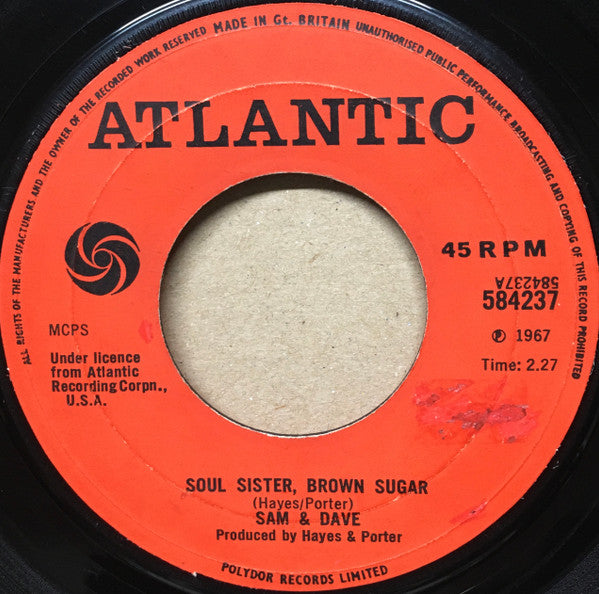 ALL RIGHTS OF THE MANUFACTURERS AND THE OWNER OF THE RECORDED WORK RESERVED MADE IN Gt. BRITAIN UNAUTHORISED PUBLIC PERFORMANCE BROADCASTING AND COPYING OF THIS RECORD PROHIBITED
ATLANTIC
45 RPM
584237A
584237
℗ 1967
Time: 2.27
MCPS
Under licence
from Atlantic
Recording Corpn.,
U.S.A.
SOUL SISTER, BROWN SUGAR
(Hayes/Porter)
SAM & DAVE
Produced by Hayes & Porter
POLYDOR RECORDS LIMITED